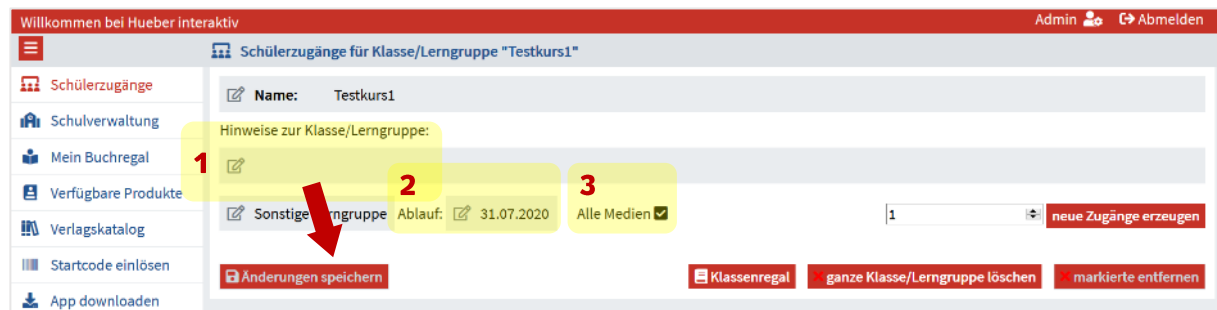 Willkommen bei Hueber interaktiv
Admin
Abmelden
Schülerzugänge für Klasse/Lerngruppe "Testkurs1"
Schülerzugänge
Schulverwaltung
Mein Buchregal
Verfügbare Produkte
Verlagskatalog
Startcode einlösen
App downloaden
Name: Testkurs1
Hinweise zur Klasse/Lerngruppe:
1
2
3
Sonstige Ablauf: 31.07.2020 Alle Medien 1 neue Zugänge erzeugen
Änderungen speichern Klassenregal ganze Klasse/Lerngruppe löschen markierte entfernen